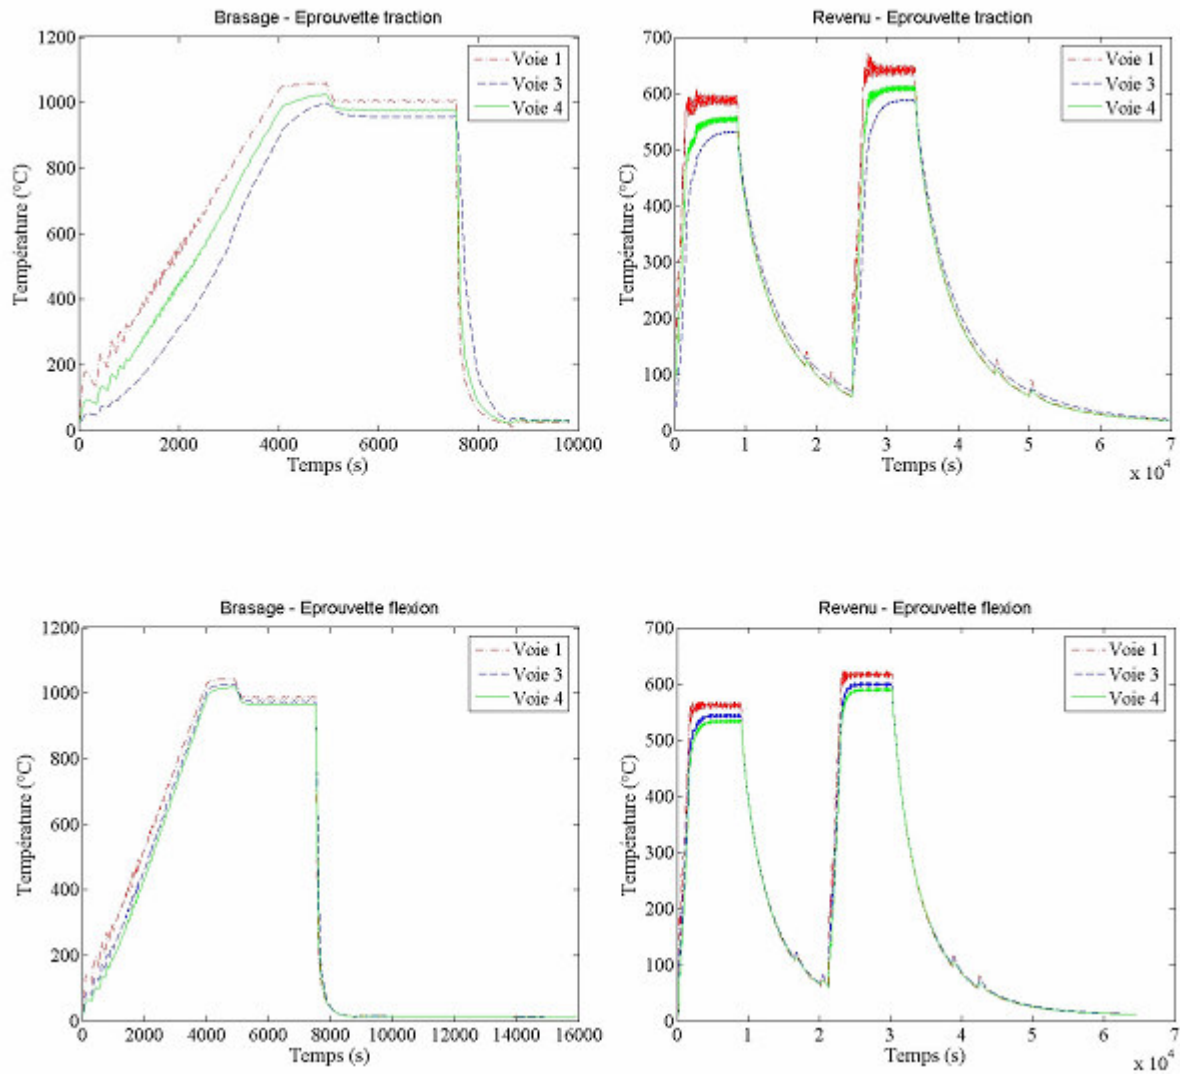 Brasage - Eprouvette traction
1200
1000
800
600
400
200
0
Température (°C)
Voie 1
Voie 3
Voie 4
0 2000 4000 6000 8000 10000
Temps (s)
Revenu - Eprouvette traction
700
600
500
400
300
200
100
0
Température (°C)
Voie 1
Voie 3
Voie 4
0 1 2 3 4 5 6 7
Temps (s)
x 10^4
Brasage - Eprouvette flexion
1200
1000
800
600
400
200
0
Température (°C)
Voie 1
Voie 3
Voie 4
0 2000 4000 6000 8000 10000 12000 14000 16000
Temps (s)
Revenu - Eprouvette flexion
700
600
500
400
300
200
100
0
Température (°C)
Voie 1
Voie 3
Voie 4
0 1 2 3 4 5 6 7
Temps (s)
x 10^4